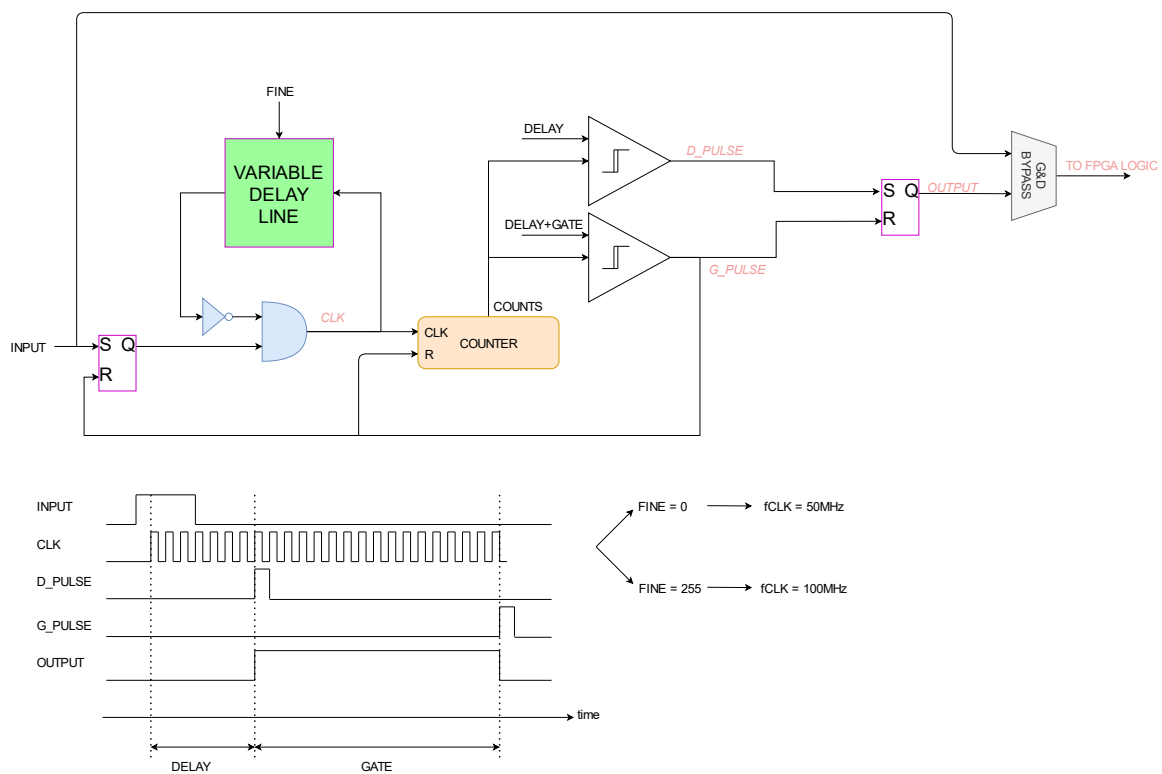 FINE
VARIABLE
DELAY
LINE
DELAY
D_PULSE
G&D
BYPASS
TO FPGA LOGIC
S Q
R
OUTPUT
DELAY+GATE
G_PULSE
COUNTS
CLK
CLK
COUNTER
R
INPUT
S Q
R
INPUT
CLK
D_PULSE
G_PULSE
OUTPUT
FINE = 0
fCLK = 50MHz
FINE = 255
fCLK = 100MHz
time
DELAY
GATE